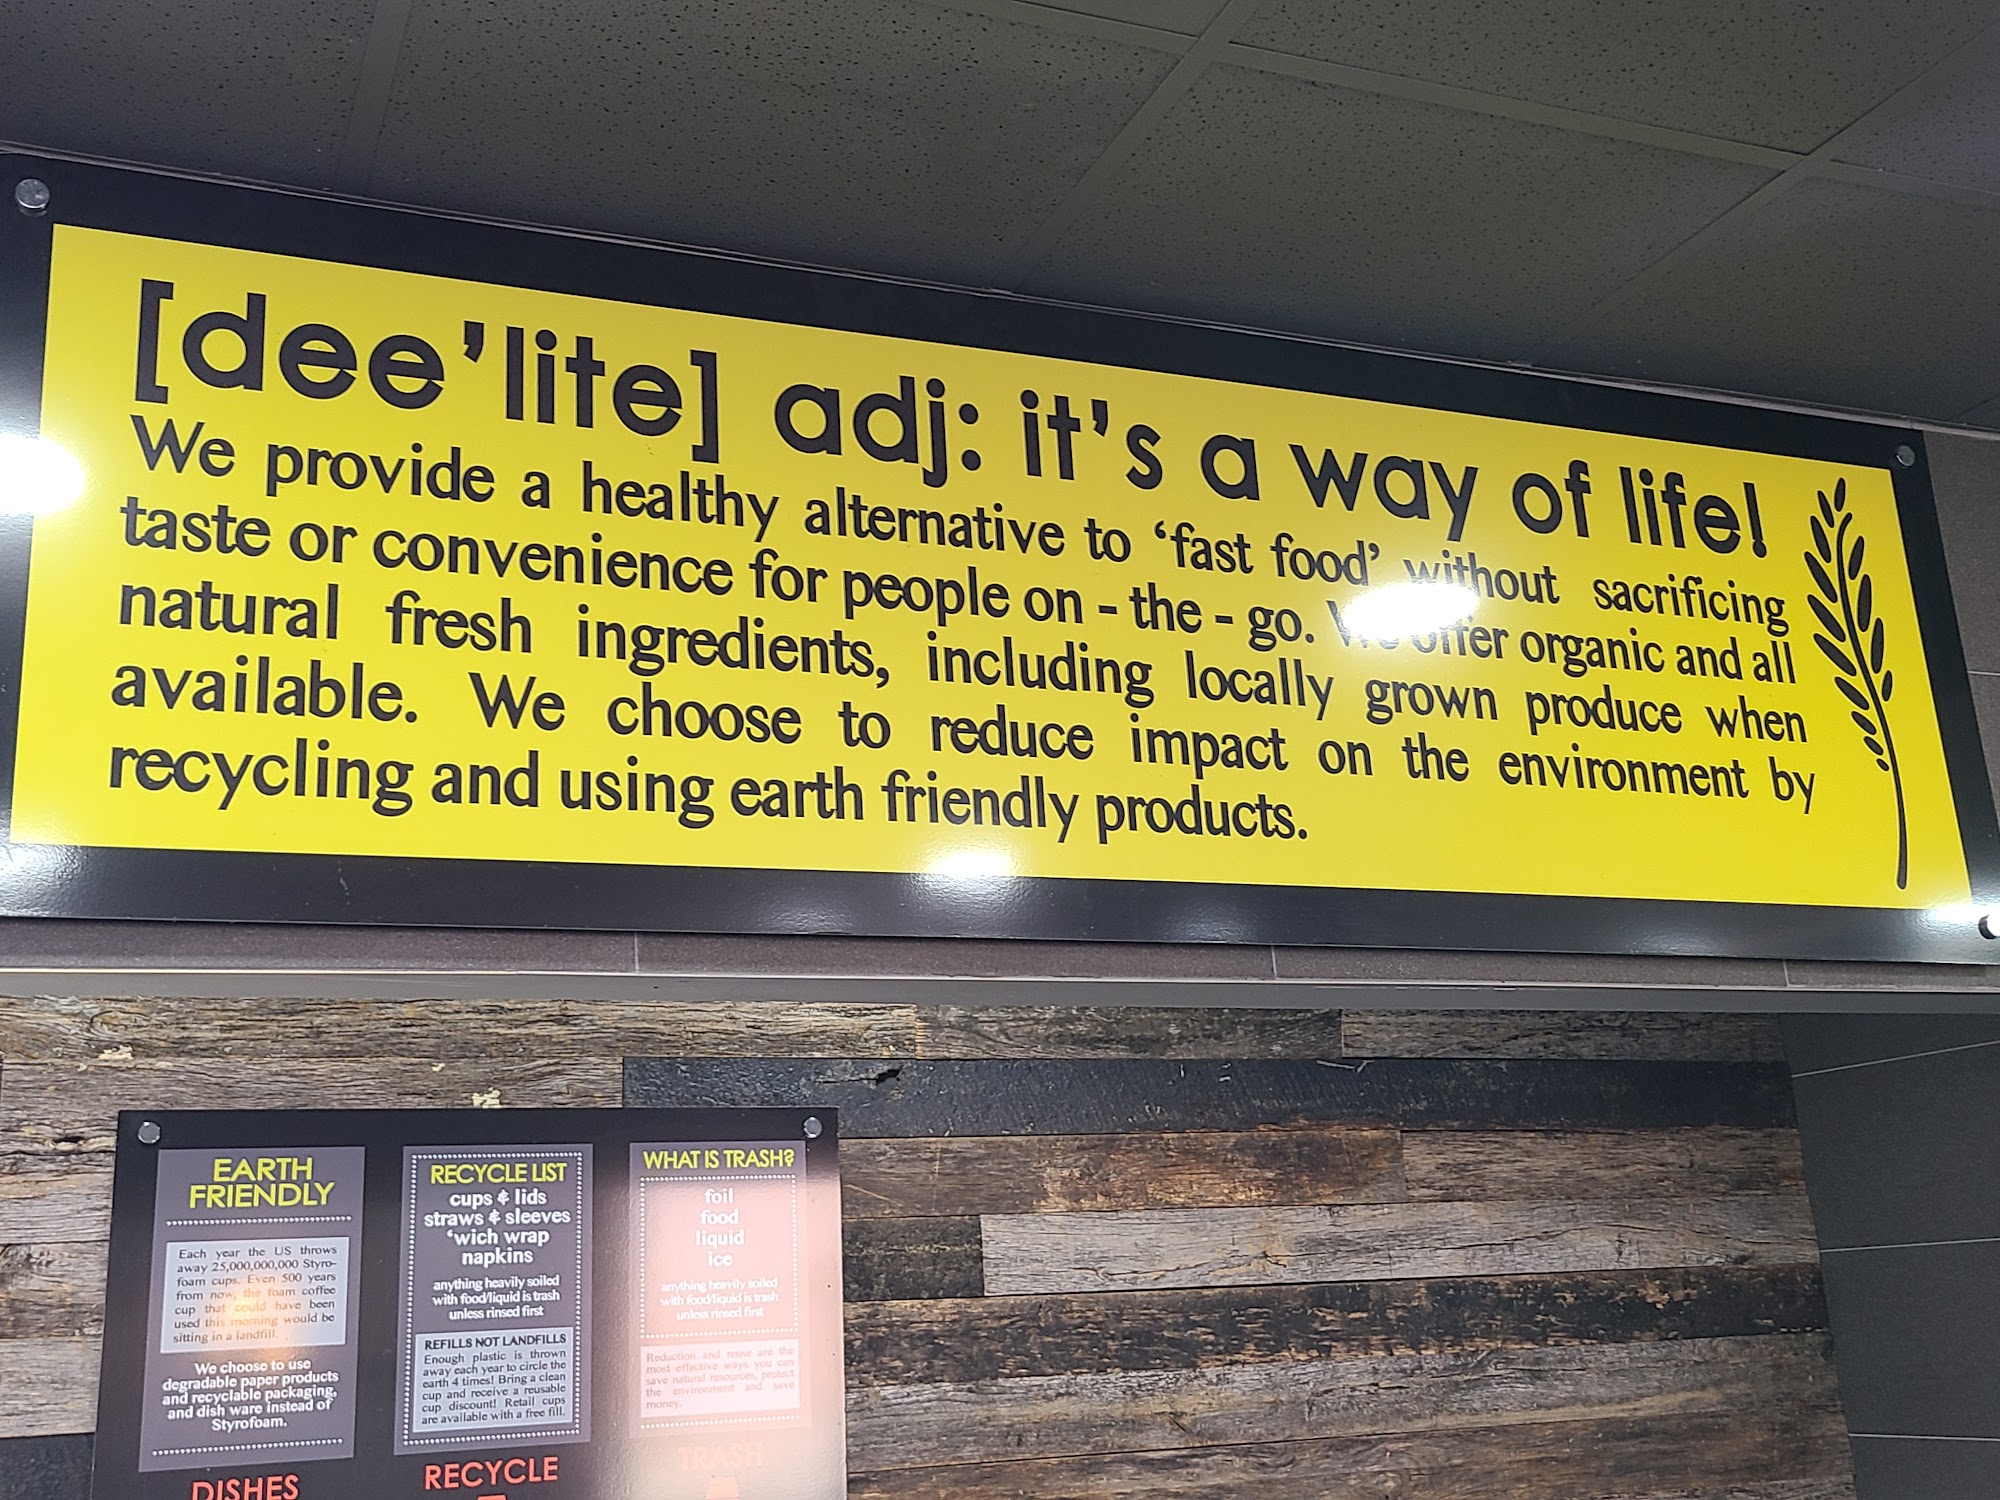 [dee'lite] adj: it's a way of life!
We provide a healthy alternative to 'fast food' without sacrificing
taste or convenience for people on - the - go. We offer organic and all
natural fresh ingredients, including locally grown produce when
available. We choose to reduce impact on the environment by
recycling and using earth friendly products.
EARTH
FRIENDLY
Each year the US throws
away 25,000,000,000 Styro-
foam cups. Even 500 years
from now, the foam coffee
cup that could have been
used this morning would be
sitting in a landfill.
We choose to use
degradable paper products
and recyclable packaging,
and dish ware instead of
Styrofoam.
DISHES
RECYCLE LIST
cups & lids
straws & sleeves
'wich wrap
napkins
anything heavily soiled
with food/liquid is trash
unless rinsed first
REFILLS NOT LANDFILLS
Enough plastic is thrown
away each year to circle the
earth 4 times! Bring a clean
cup and receive a reusable
cup discount! Retail cups
are available with a free fill.
RECYCLE
WHAT IS TRASH?
foil
food
liquid
ice
anything heavily soiled
with food/liquid is trash
unless rinsed first
Reduction and reuse are the
most effective ways you can
save natural resources, protect
the environment and save
money.
TRASH